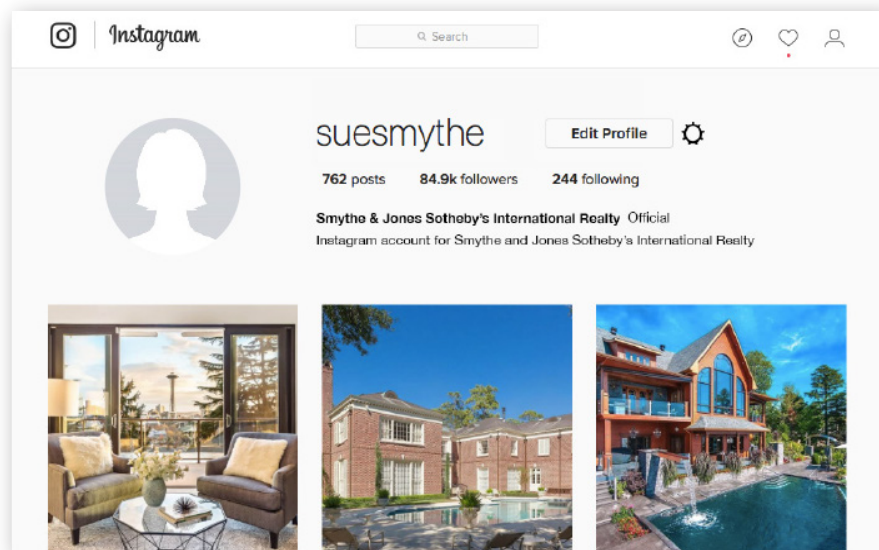 Instagram
Search
suesmythe
Edit Profile
762 posts 84.9k followers 244 following
Smythe & Jones Sotheby's International Realty Official
Instagram account for Smythe and Jones Sotheby's International Realty